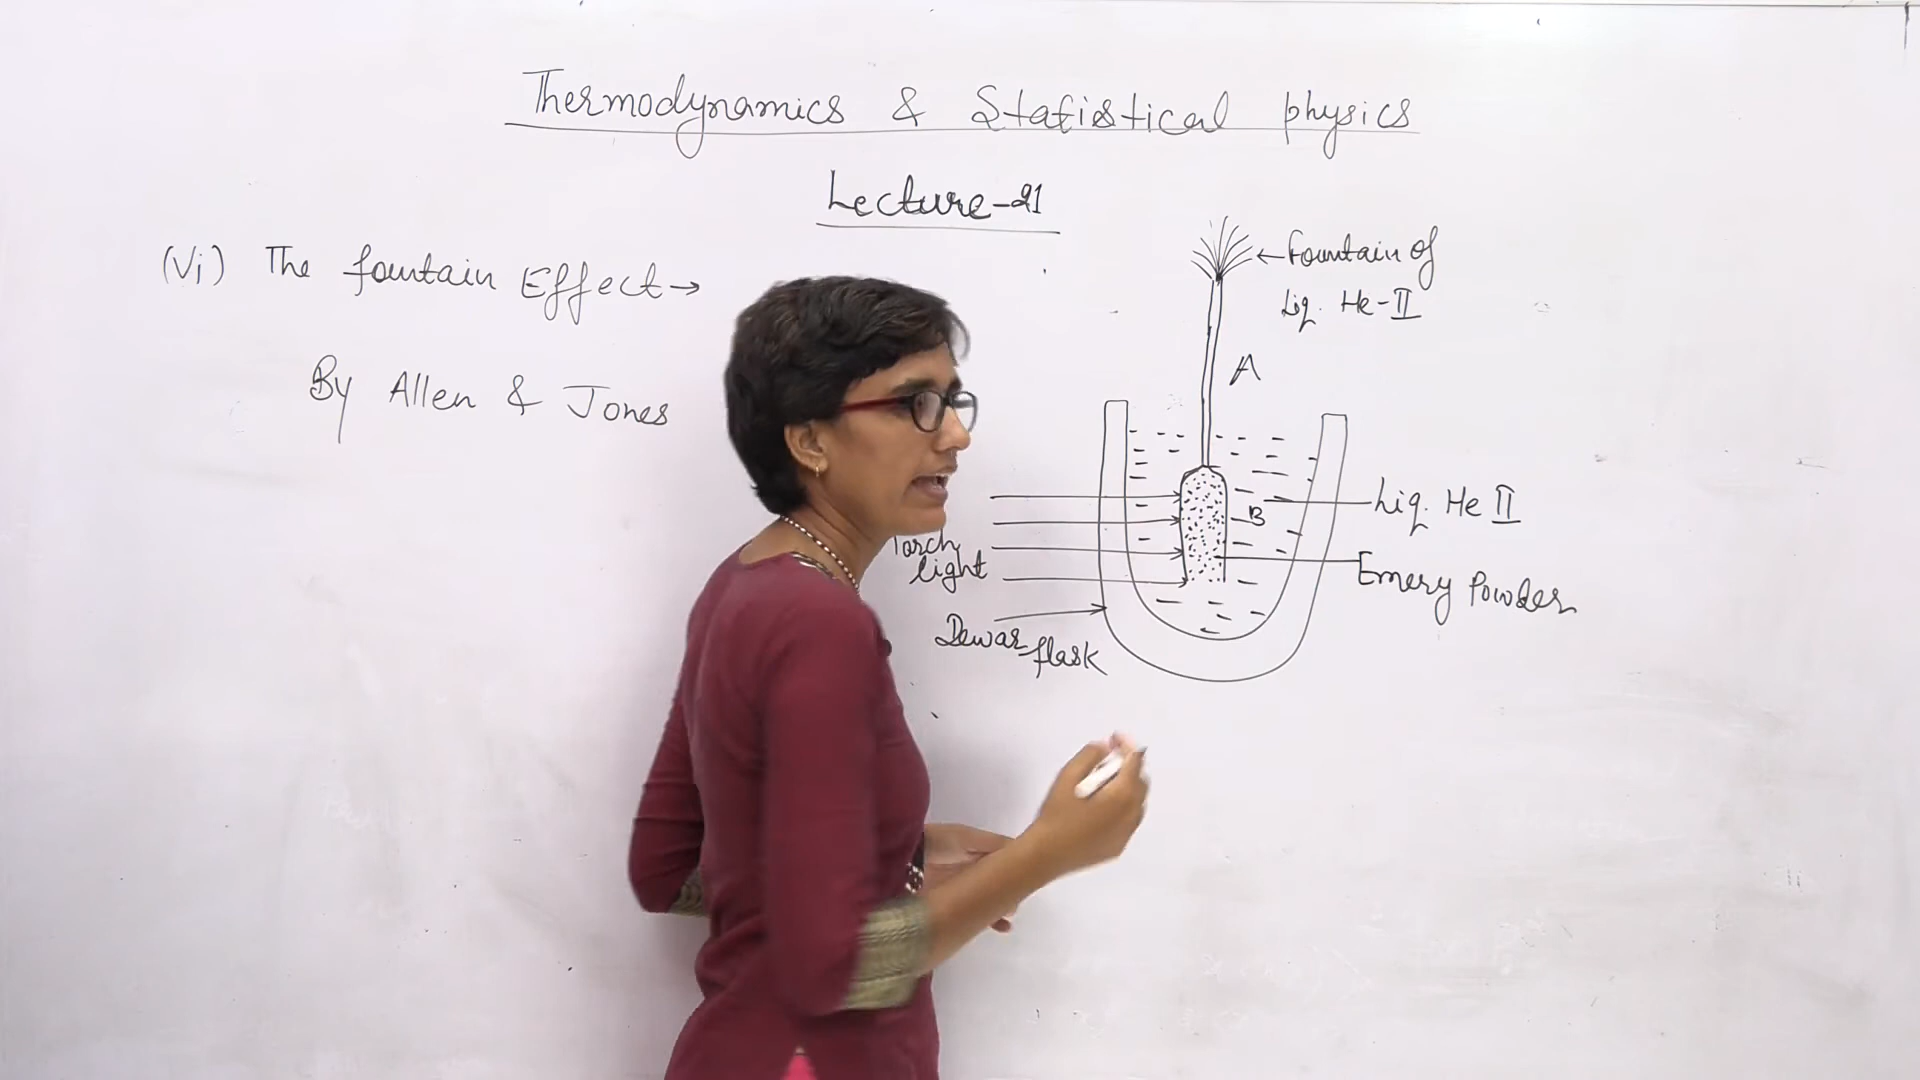 Thermodynamics & Statistical physics
Lecture-21
(Vi) The fountain Effect→
By Allen & Jones
←Fountain of
Liq. He-II
A
B
Liq. He II
Emery Powder
Torch
light
Dewar flask